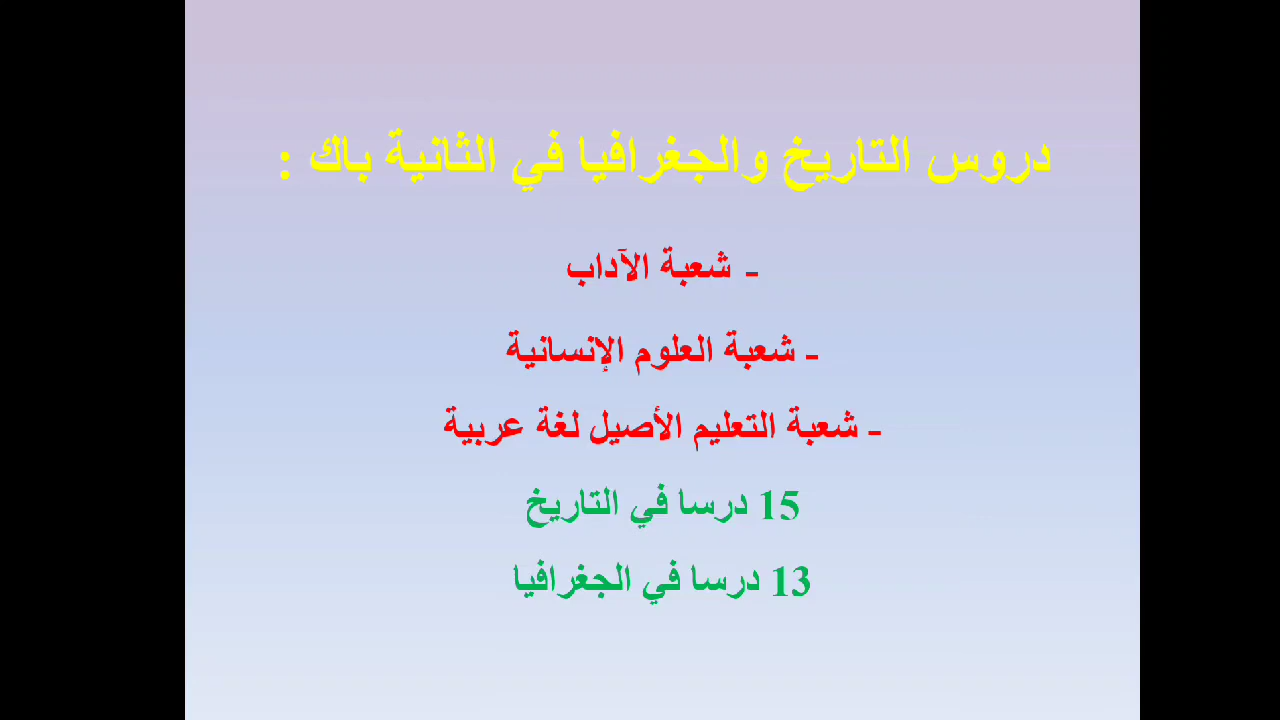 دروس التاريخ والجغرافيا في الثانية باك :
- شعبة الآداب
- شعبة العلوم الإنسانية
- شعبة التعليم الأصيل لغة عربية
15 درسا في التاريخ
13 درسا في الجغرافيا